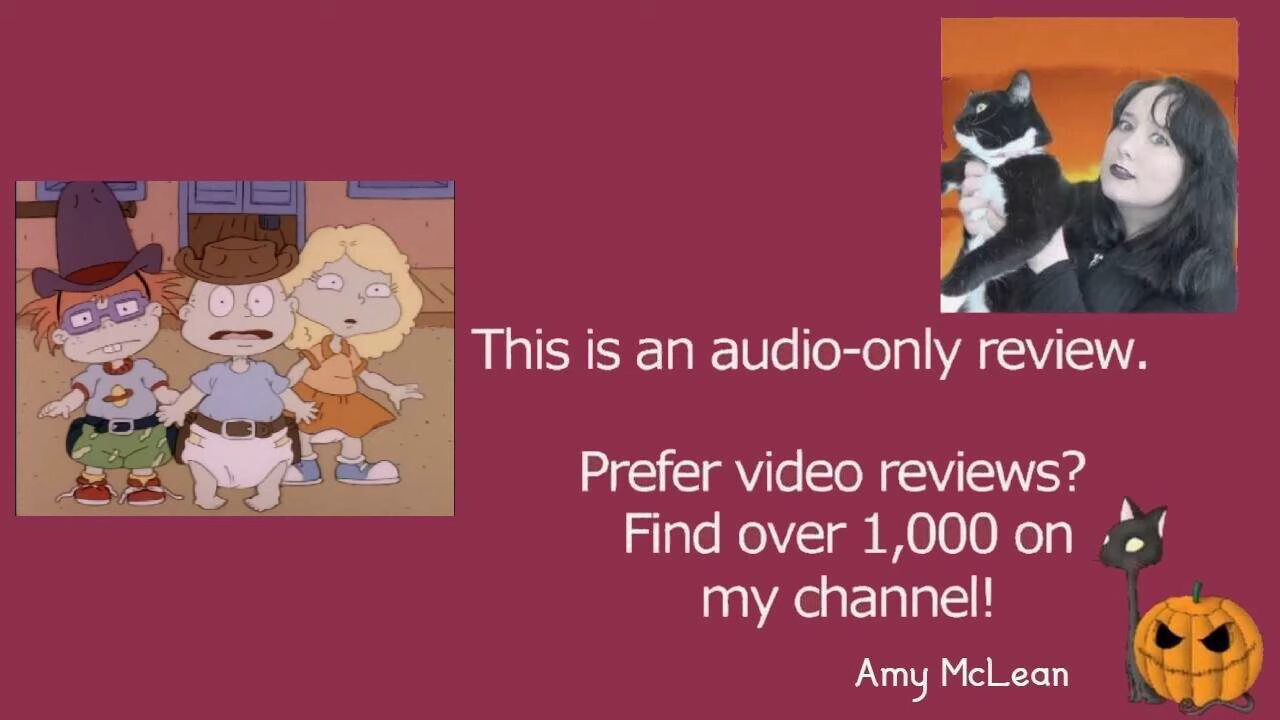 This is an audio-only review.
Prefer video reviews?
Find over 1,000 on
my channel!
Amy McLean